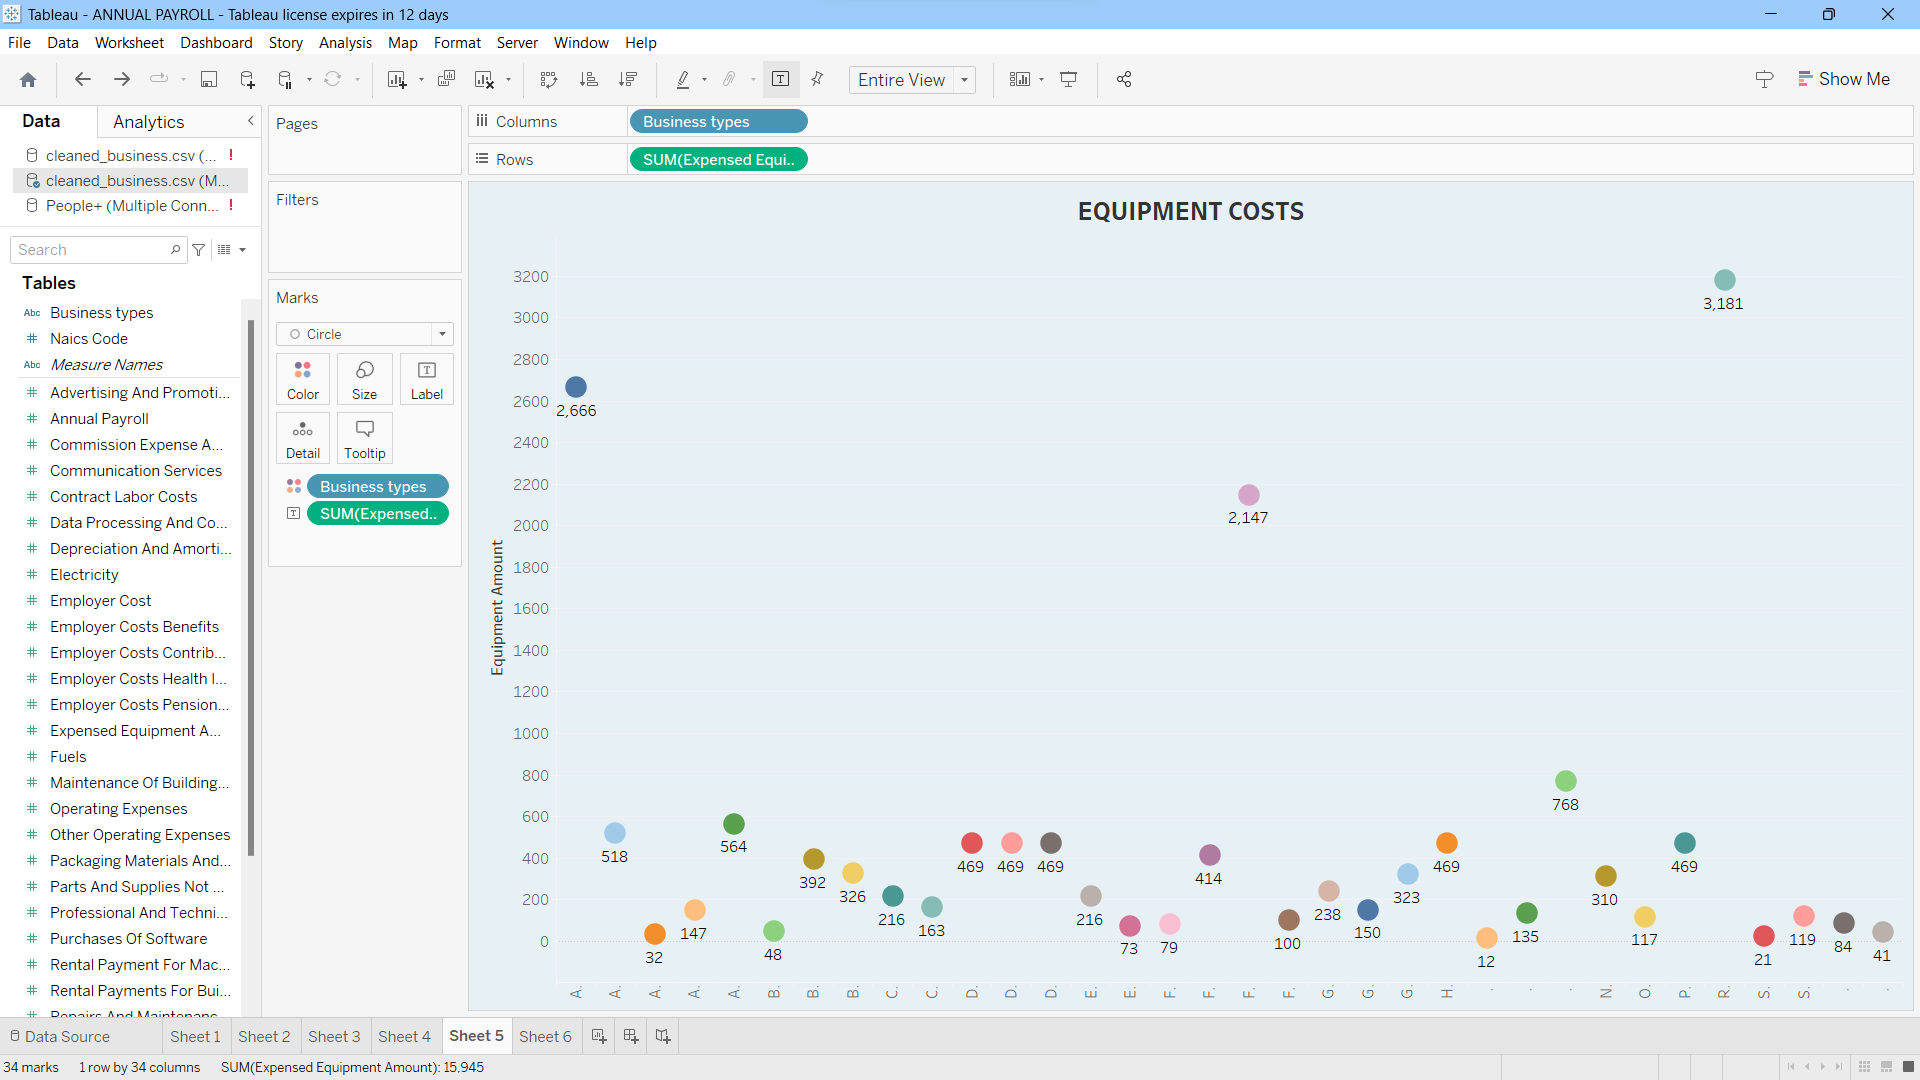 Tableau - ANNUAL PAYROLL - Tableau license expires in 12 days
File Data Worksheet Dashboard Story Analysis Map Format Server Window Help
Entire View
Show Me
Data Analytics
cleaned_business.csv (... !
cleaned_business.csv (M...
People+ (Multiple Conn... !
Search
Tables
Abc Business types
# Naics Code
Abc Measure Names
# Advertising And Promoti...
# Annual Payroll
# Commission Expense A...
# Communication Services
# Contract Labor Costs
# Data Processing And Co...
# Depreciation And Amorti...
# Electricity
# Employer Cost
# Employer Costs Benefits
# Employer Costs Contrib...
# Employer Costs Health I...
# Employer Costs Pension...
# Expensed Equipment A...
# Fuels
# Maintenance Of Building...
# Operating Expenses
# Other Operating Expenses
# Packaging Materials And...
# Parts And Supplies Not ...
# Professional And Techni...
# Purchases Of Software
# Rental Payment For Mac...
# Rental Payments For Bui...
# Repairs And Maintenanc
Pages
Filters
Marks
Circle
Color Size Label
Detail Tooltip
Business types
SUM(Expensed..
Columns Business types
Rows SUM(Expensed Equi..
EQUIPMENT COSTS
Equipment Amount
3200
3000
2800
2600
2400
2200
2000
1800
1600
1400
1200
1000
800
600
400
200
0
2,666
518
32
147
564
48
392
326
216
163
469
469
469
216
73
79
414
2,147
100
238
150
323
469
12
135
768
310
117
469
3,181
21
119
84
41
A. A. A. A. A. B. B. B. C. C. D. D. D. E. E. F. F. F. F. G. G. G. H. . . . N. O. P. R. S. S. . .
Data Source Sheet 1 Sheet 2 Sheet 3 Sheet 4 Sheet 5 Sheet 6
34 marks 1 row by 34 columns SUM(Expensed Equipment Amount): 15,945